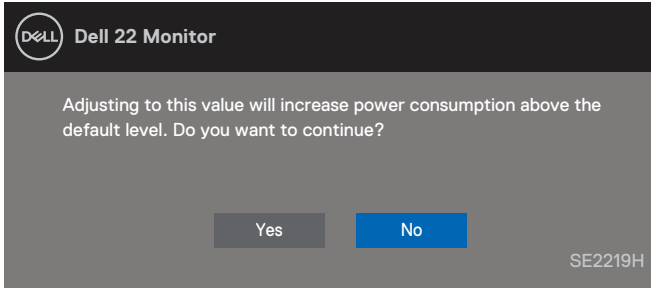 DELL Dell 22 Monitor
Adjusting to this value will increase power consumption above the
default level. Do you want to continue?
Yes No
SE2219H